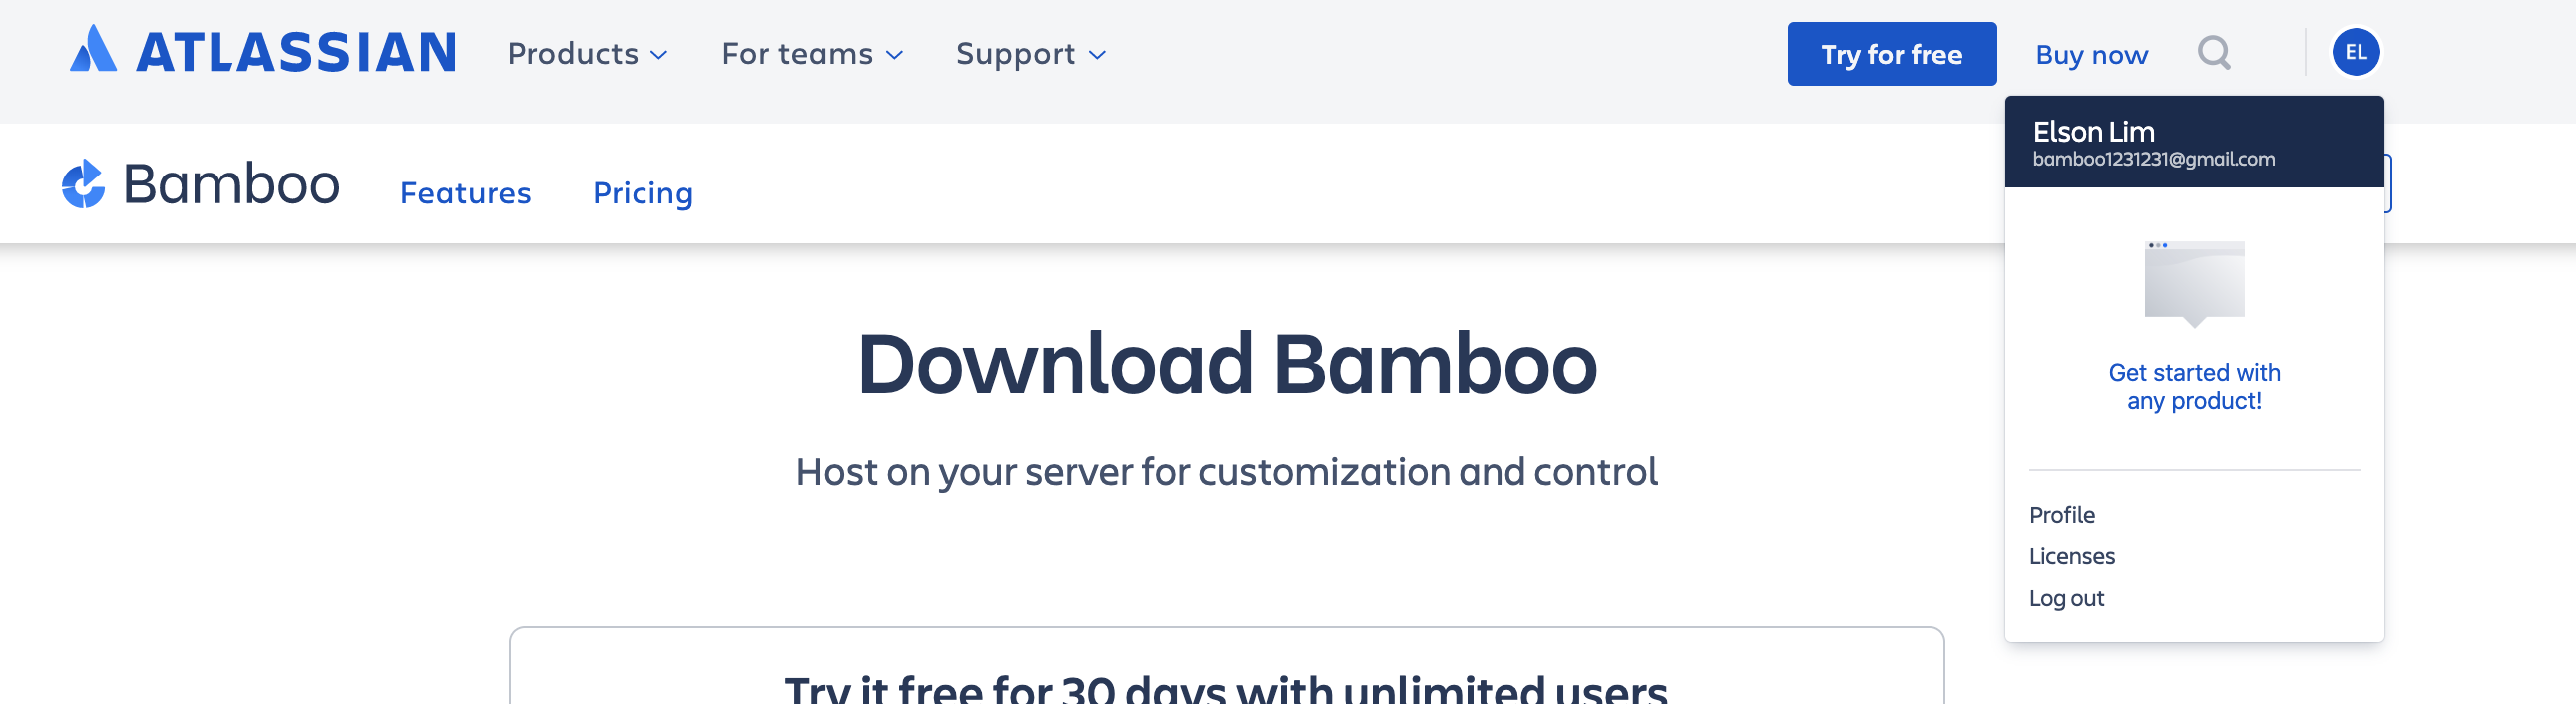 ATLASSIAN Products For teams Support Try for free Buy now EL
Elson Lim
bamboo1231231@gmail.com
Bamboo Features Pricing
Download Bamboo
Host on your server for customization and control
Get started with
any product!
Profile
Licenses
Log out
Try it free for 30 days with unlimited users